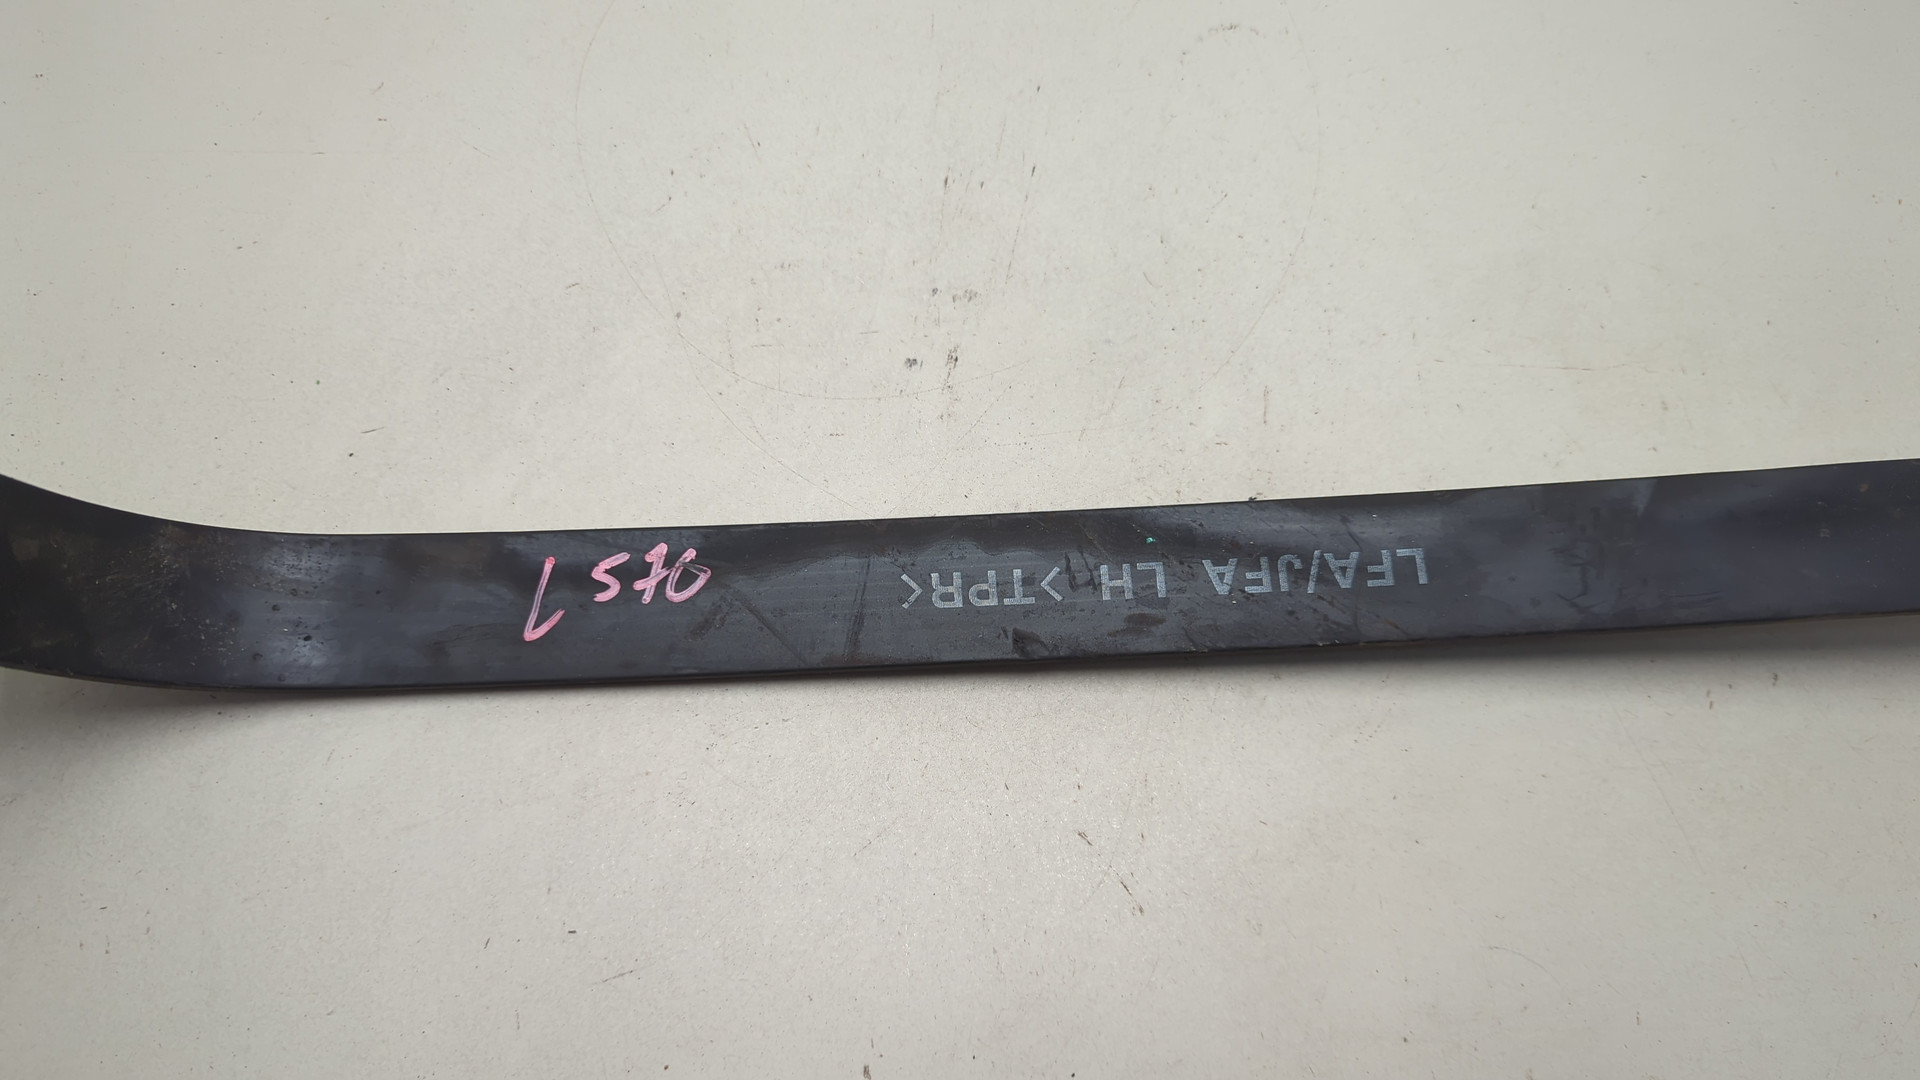 LFA/JFA LH <TPR>